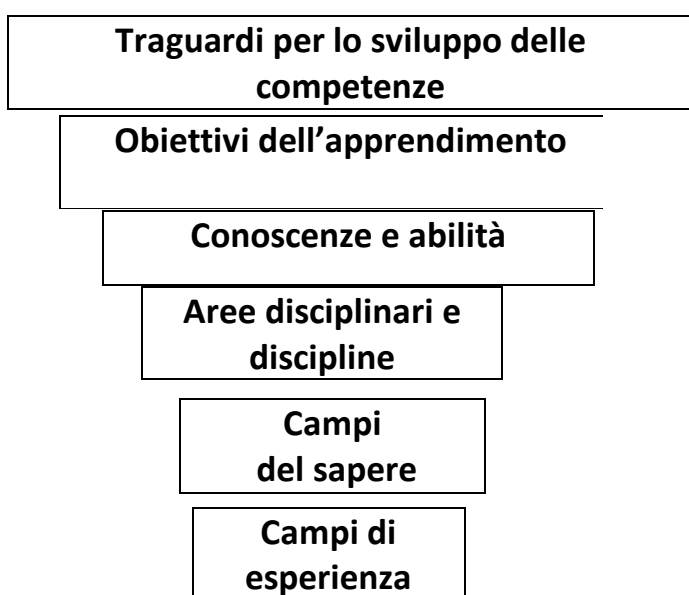 Traguardi per lo sviluppo delle
competenze
Obiettivi dell’apprendimento
Conoscenze e abilità
Aree disciplinari e
discipline
Campi
del sapere
Campi di
esperienza